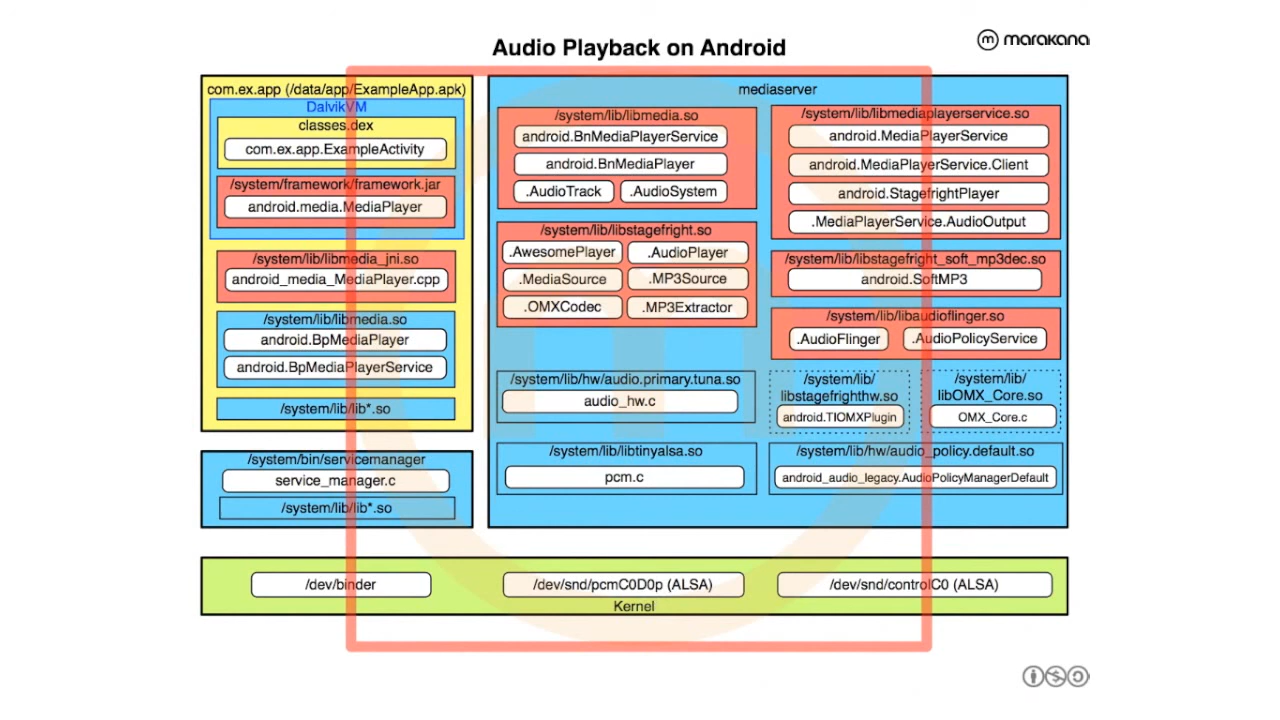 Audio Playback on Android
marakana
com.ex.app (/data/app/ExampleApp.apk)
DalvikVM
classes.dex
com.ex.app.ExampleActivity
/system/framework/framework.jar
android.media.MediaPlayer
/system/lib/libmedia_jni.so
android_media_MediaPlayer.cpp
/system/lib/libmedia.so
android.BpMediaPlayer
android.BpMediaPlayerService
/system/lib/lib*.so
/system/bin/servicemanager
service_manager.c
/system/lib/lib*.so
mediaserver
/system/lib/libmedia.so
android.BnMediaPlayerService
android.BnMediaPlayer
.AudioTrack
.AudioSystem
/system/lib/libstagefright.so
.AwesomePlayer
.AudioPlayer
.MediaSource
.MP3Source
.OMXCodec
.MP3Extractor
/system/lib/hw/audio.primary.tuna.so
audio_hw.c
/system/lib/libtinyalsa.so
pcm.c
/system/lib/libmediaplayerservice.so
android.MediaPlayerService
android.MediaPlayerService.Client
android.StagefrightPlayer
.MediaPlayerService.AudioOutput
/system/lib/libstagefright_soft_mp3dec.so
android.SoftMP3
/system/lib/libaudioflinger.so
.AudioFlinger
.AudioPolicyService
/system/lib/
libstagefrighthw.so
android.TIOMXPlugin
/system/lib/
libOMX_Core.so
OMX_Core.c
/system/lib/hw/audio_policy.default.so
android_audio_legacy.AudioPolicyManagerDefault
/dev/binder
/dev/snd/pcmC0D0p (ALSA)
/dev/snd/controlC0 (ALSA)
Kernel